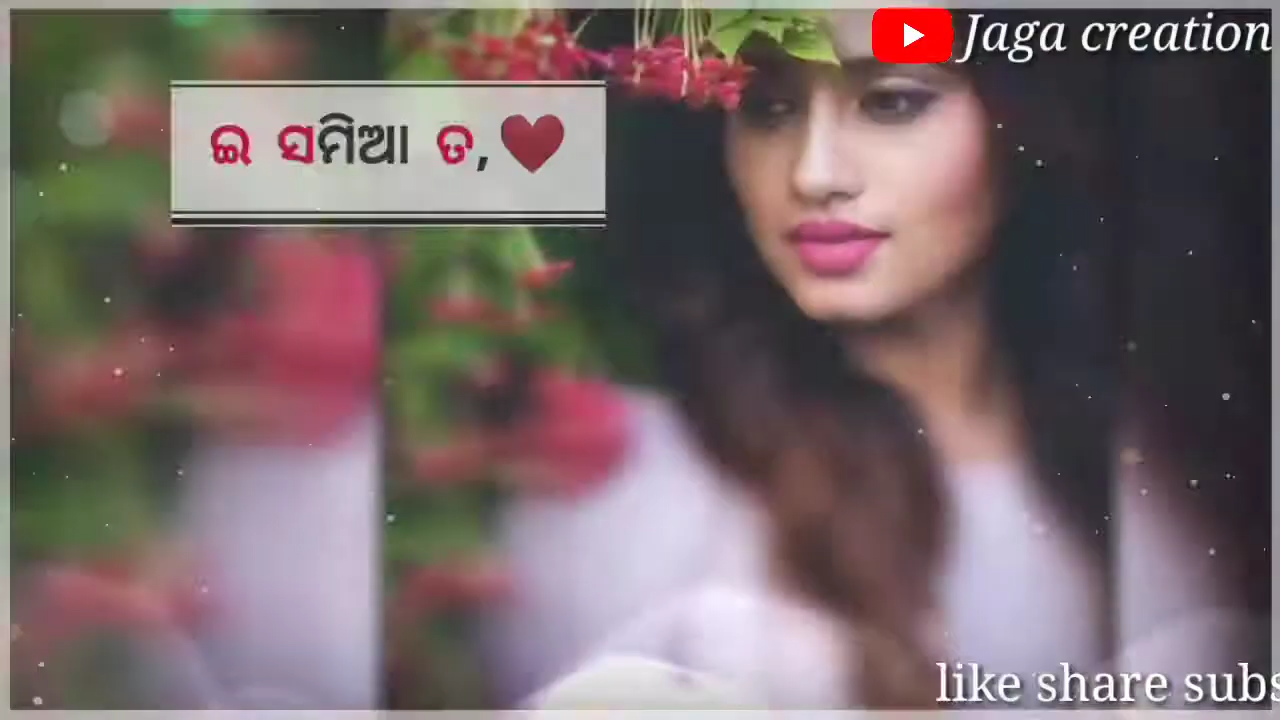 Jaga creation
ଇ ସମିଆ ତ,❤
like share subs